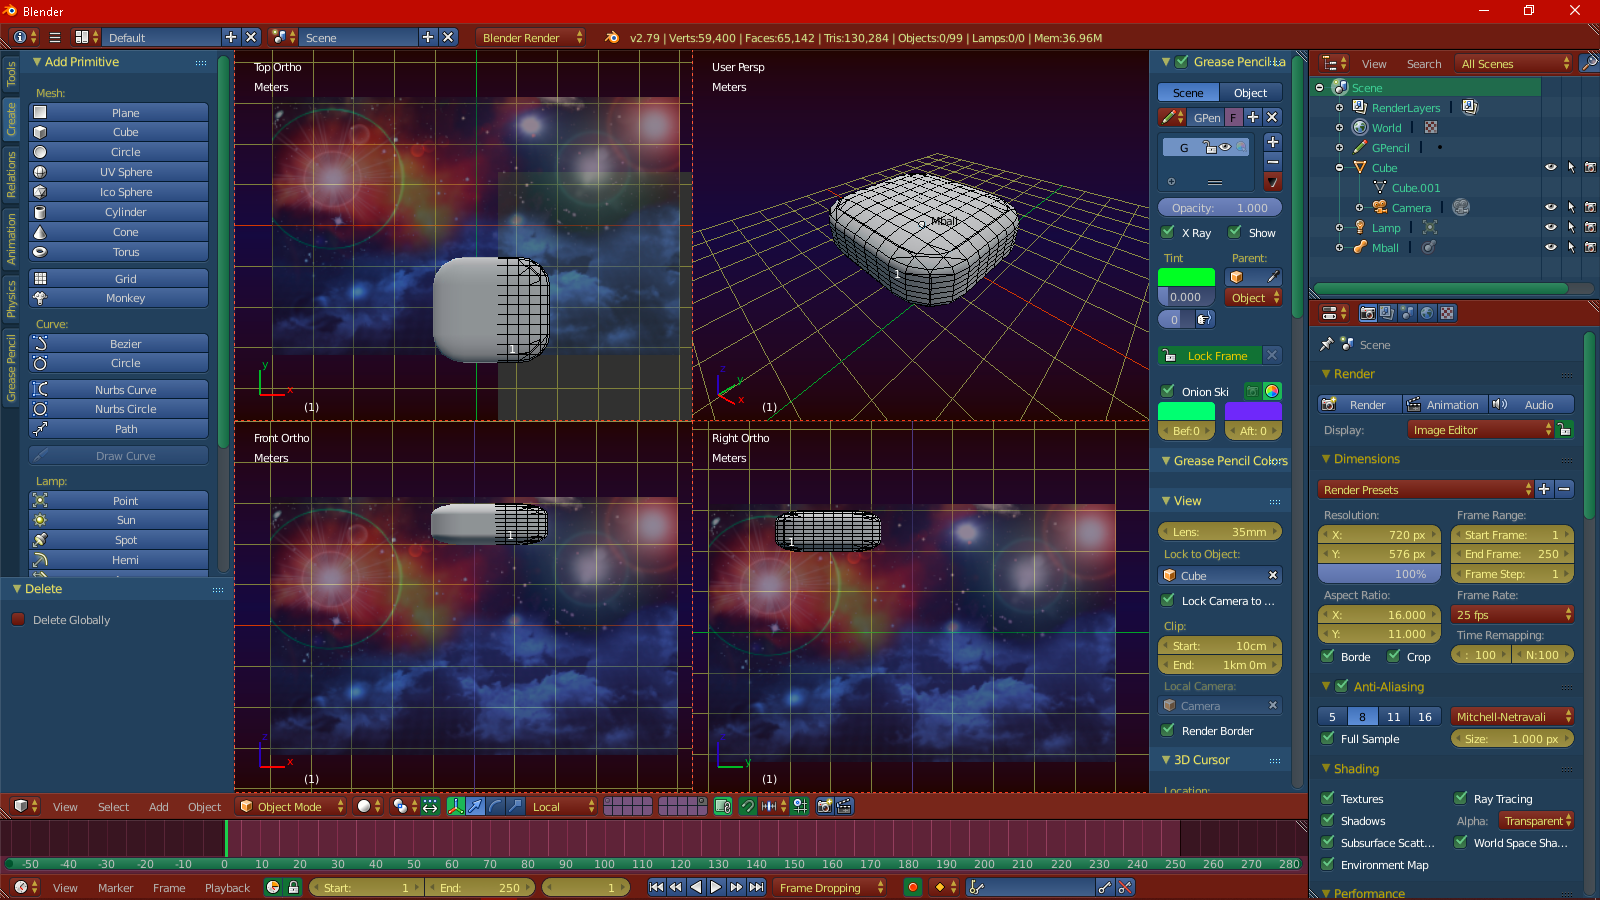 Blender
Default
Scene
Blender Render
v2.79 | Verts:59,400 | Faces:65,142 | Tris:130,284 | Objects:0/99 | Lamps:0/0 | Mem:36.96M
Tools
Create
Relations
Animation
Physics
Grease Pencil
Add Primitive
Mesh:
Plane
Cube
Circle
UV Sphere
Ico Sphere
Cylinder
Cone
Torus
Grid
Monkey
Curve:
Bezier
Circle
Nurbs Curve
Nurbs Circle
Path
Draw Curve
Lamp:
Point
Sun
Spot
Hemi
Delete
Delete Globally
Top Ortho
Meters
1
y
x
(1)
User Persp
Meters
Mball
1
z
y
x
(1)
Front Ortho
Meters
1
z
x
(1)
Right Ortho
Meters
1
z
y
(1)
Grease Pencil La
Scene Object
GPen F
G
Opacity: 1.000
X Ray Show
Tint Parent:
0.000 Object
0
Lock Frame
Onion Ski
Bef:0 Aft: 0
Grease Pencil Colors
View
Lens: 35mm
Lock to Object:
Cube
Lock Camera to ...
Clip:
Start: 10cm
End: 1km 0m
Local Camera:
Camera
Render Border
3D Cursor
Location:
View Search All Scenes
Scene
RenderLayers
World
GPencil
Cube
Cube.001
Camera
Lamp
Mball
Scene
Render
Render Animation Audio
Display: Image Editor
Dimensions
Render Presets
Resolution: Frame Range:
X: 720 px Start Frame: 1
Y: 576 px End Frame: 250
100% Frame Step: 1
Aspect Ratio: Frame Rate:
X: 16.000 25 fps
Y: 11.000 Time Remapping:
Borde Crop : 100 N:100
Anti-Aliasing
5 8 11 16 Mitchell-Netravali
Full Sample Size: 1.000 px
Shading
Textures Ray Tracing
Shadows Alpha: Transparent
Subsurface Scatt... World Space Sha...
Environment Map
Performance
View Select Add Object Object Mode Local
-50 -40 -30 -20 -10 0 10 20 30 40 50 60 70 80 90 100 110 120 130 140 150 160 170 180 190 200 210 220 230 240 250 260 270 280
View Marker Frame Playback Start: 1 End: 250 1 Frame Dropping